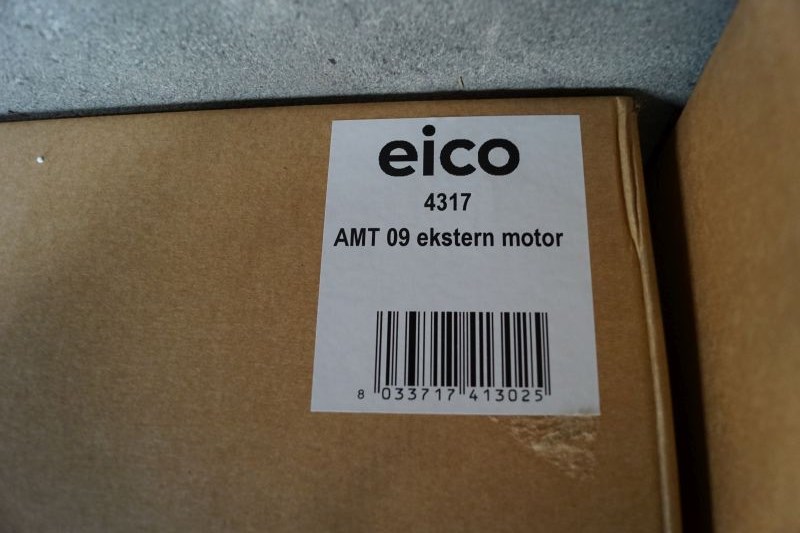 eico
4317
AMT 09 ekstern motor
8 033717 413025